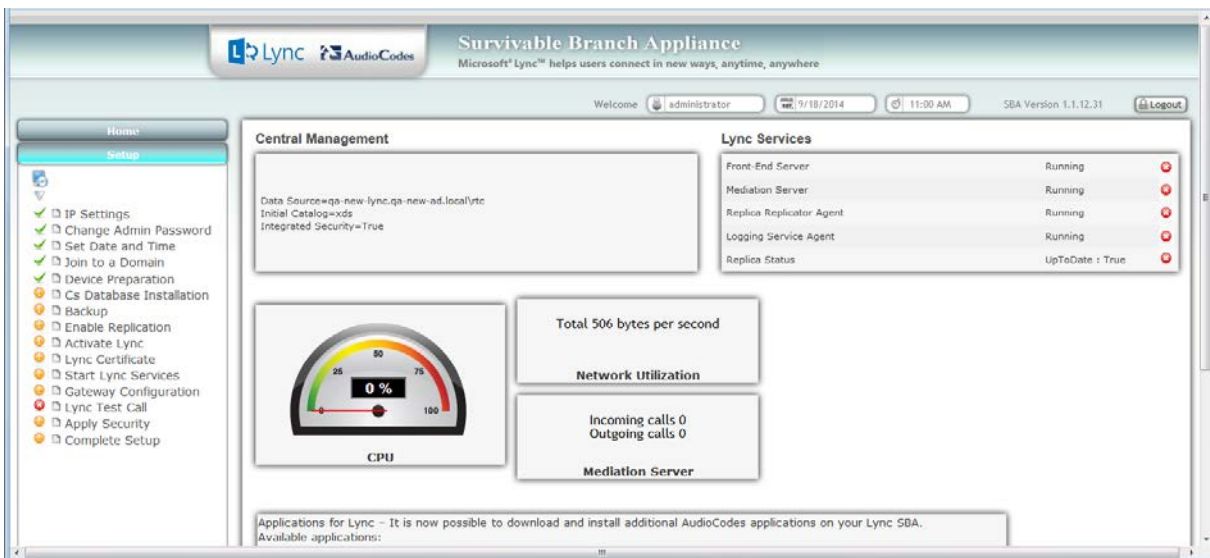 Lync AudioCodes
Survivable Branch Appliance
Microsoft® Lync™ helps users connect in new ways, anytime, anywhere
Welcome administrator 9/18/2014 11:00 AM SBA Version 1.1.12.31 Logout
Home
Setup
IP Settings
Change Admin Password
Set Date and Time
Join to a Domain
Device Preparation
Cs Database Installation
Backup
Enable Replication
Activate Lync
Lync Certificate
Start Lync Services
Gateway Configuration
Lync Test Call
Apply Security
Complete Setup
Central Management
Data Source=qa-new-lync.qa-new-ad.local\rtc
Initial Catalog=xds
Integrated Security=True
Lync Services
Front-End Server Running
Mediation Server Running
Replica Replicator Agent Running
Logging Service Agent Running
Replica Status UpToDate : True
0 25 50 75 100
0 %
CPU
Total 506 bytes per second
Network Utilization
Incoming calls 0
Outgoing calls 0
Mediation Server
Applications for Lync - It is now possible to download and install additional AudioCodes applications on your Lync SBA.
Available applications: